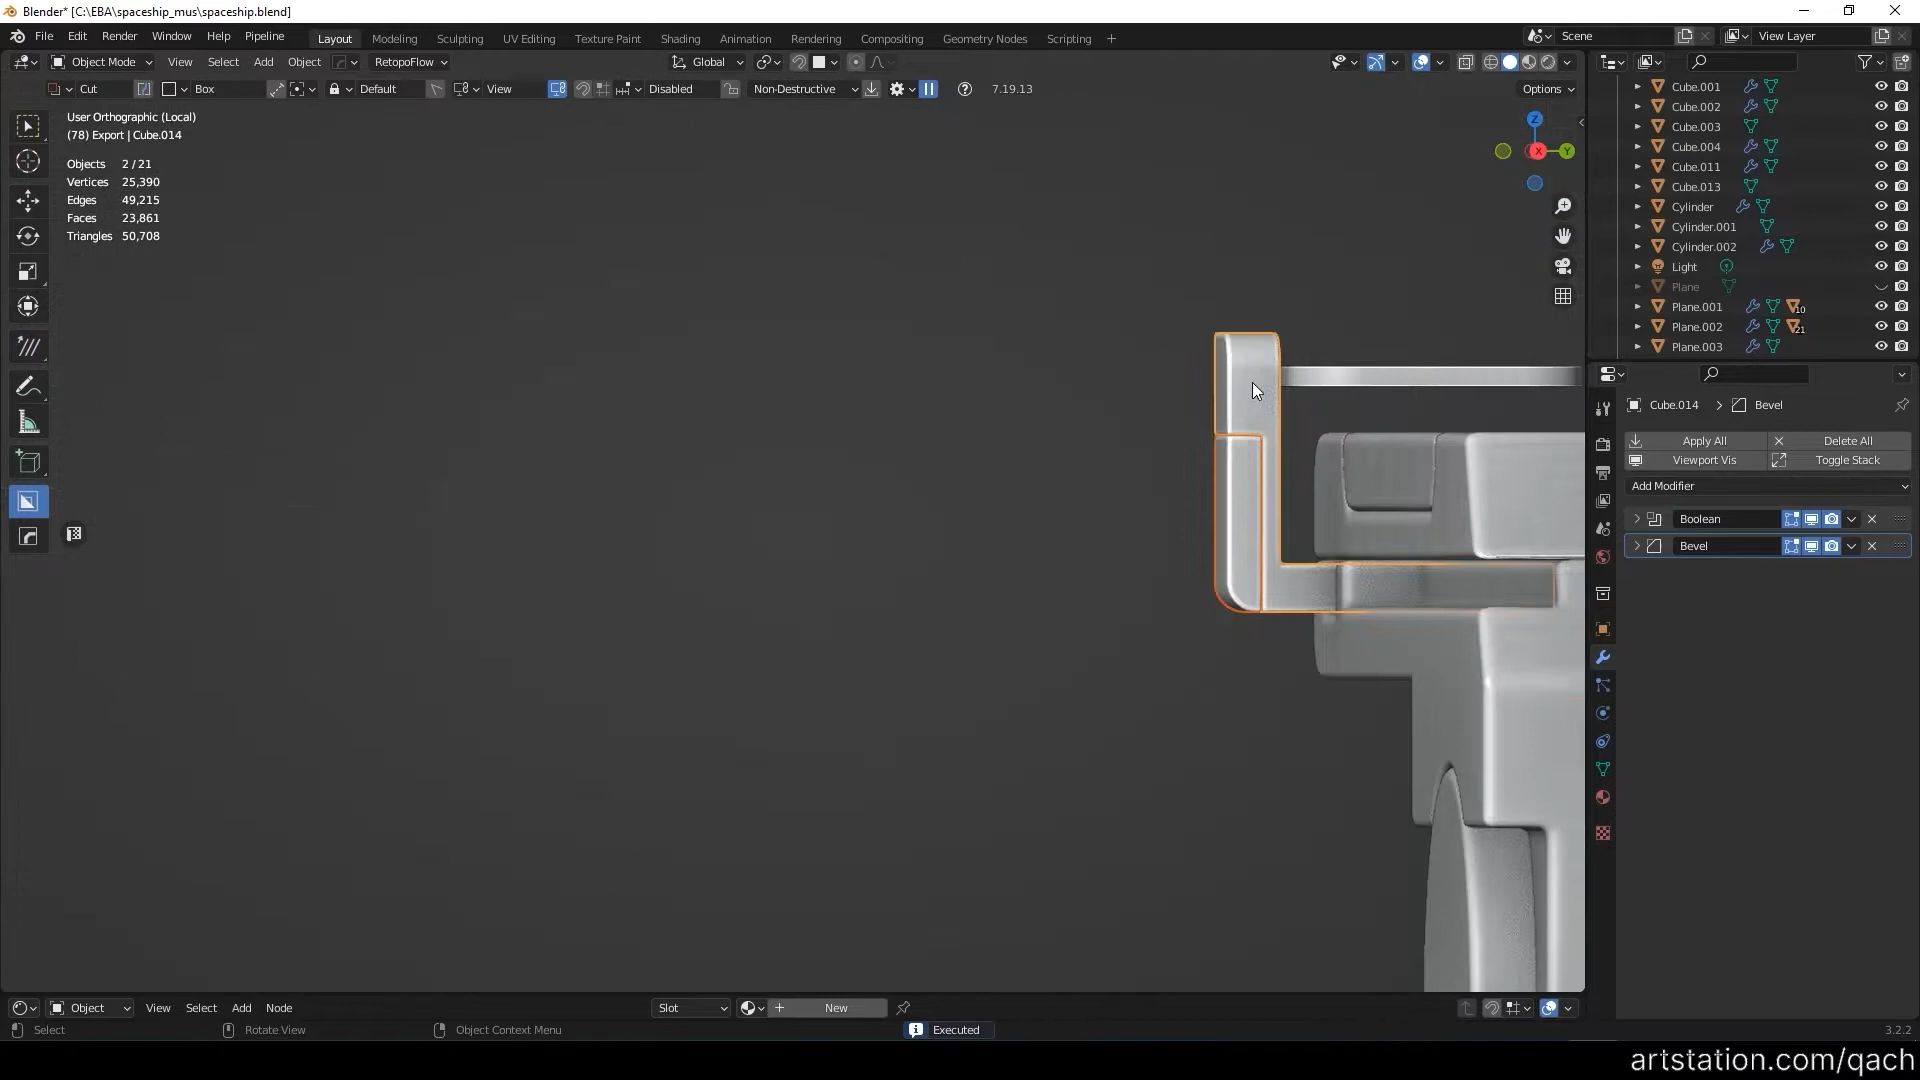 Blender* [C:\EBA\spaceship_mus\spaceship.blend]
File Edit Render Window Help Pipeline Layout Modeling Sculpting UV Editing Texture Paint Shading Animation Rendering Compositing Geometry Nodes Scripting + Scene View Layer
Object Mode View Select Add Object RetopoFlow Global
Cut Box Default View Disabled Non-Destructive 7.19.13 Options
User Orthographic (Local)
(78) Export | Cube.014
Objects 2 / 21
Vertices 25,390
Edges 49,215
Faces 23,861
Triangles 50,708
Z
X Y
Cube.001
Cube.002
Cube.003
Cube.004
Cube.011
Cube.013
Cylinder
Cylinder.001
Cylinder.002
Light
Plane
Plane.001 10
Plane.002 21
Plane.003
Cube.014 > Bevel
Apply All Delete All
Viewport Vis Toggle Stack
Add Modifier
Boolean
Bevel
Object View Select Add Node Slot New
Select Rotate View Object Context Menu Executed 3.2.2
artstation.com/qach